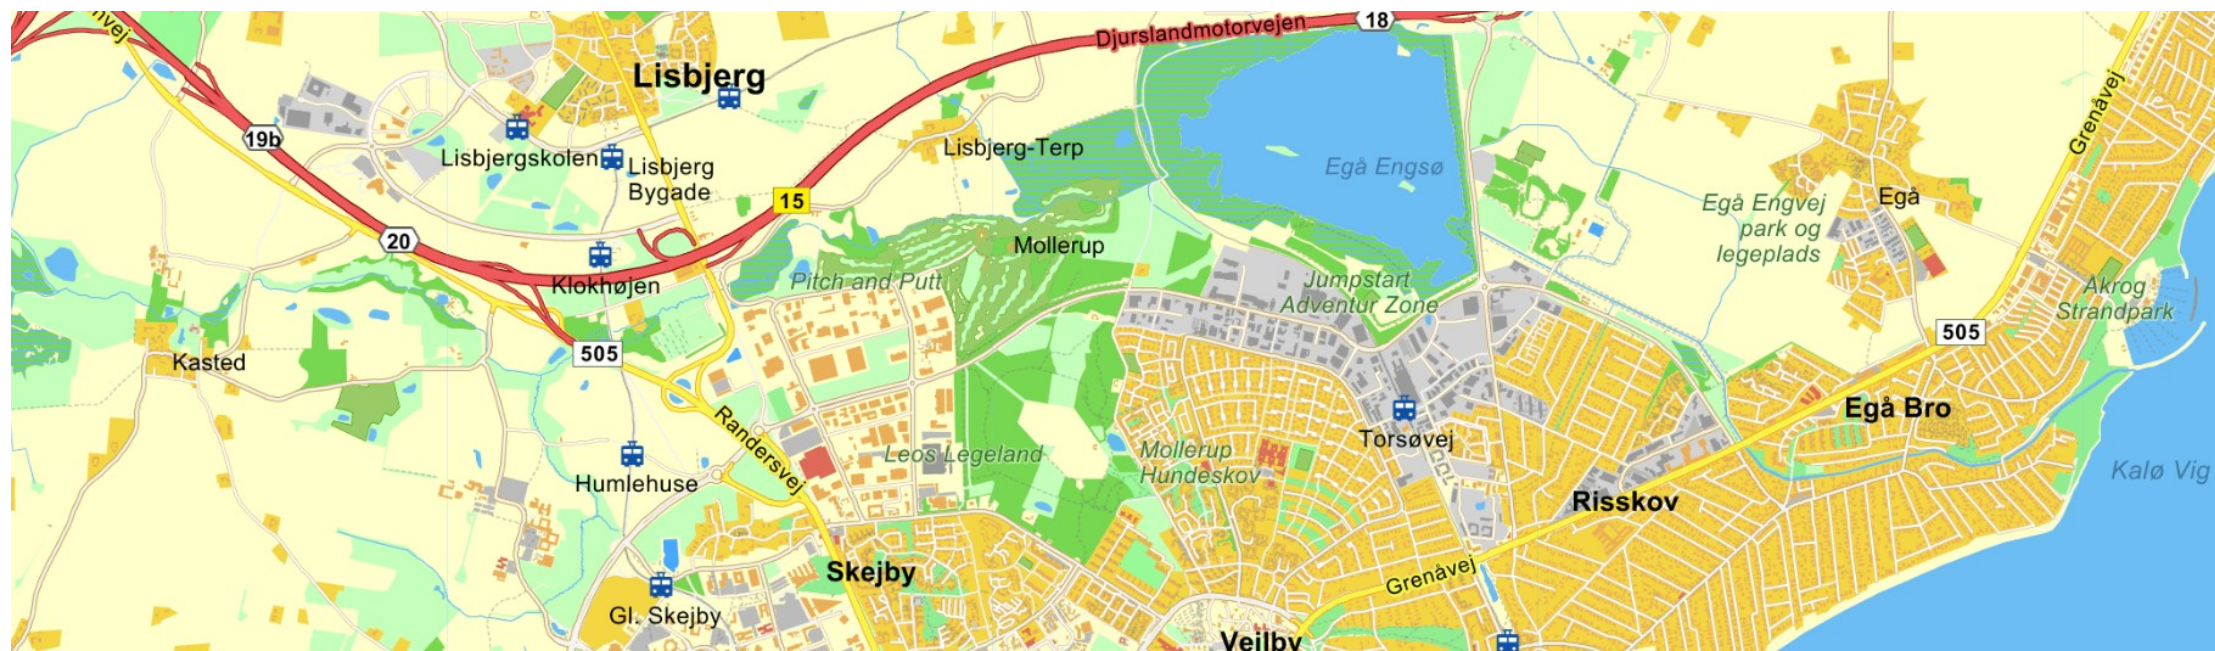 18
Djurslandmotorvejen
Lisbjerg
Grenåvej
19b
Lisbjergskolen
Lisbjerg
Bygade
Lisbjerg-Terp
Egå Engsø
15
Egå
Egå Engvej
park og
legeplads
20
Mollerup
Klokhøjen
Pitch and Putt
Jumpstart
Adventur Zone
Akrog
Strandpark
505
505
Kasted
Randersvej
Egå Bro
Torsøvej
Leos Legeland
Mollerup
Hundeskov
Kalø Vig
Humlehuse
Risskov
Skejby
Grenåvej
Gl. Skejby
Vejlby